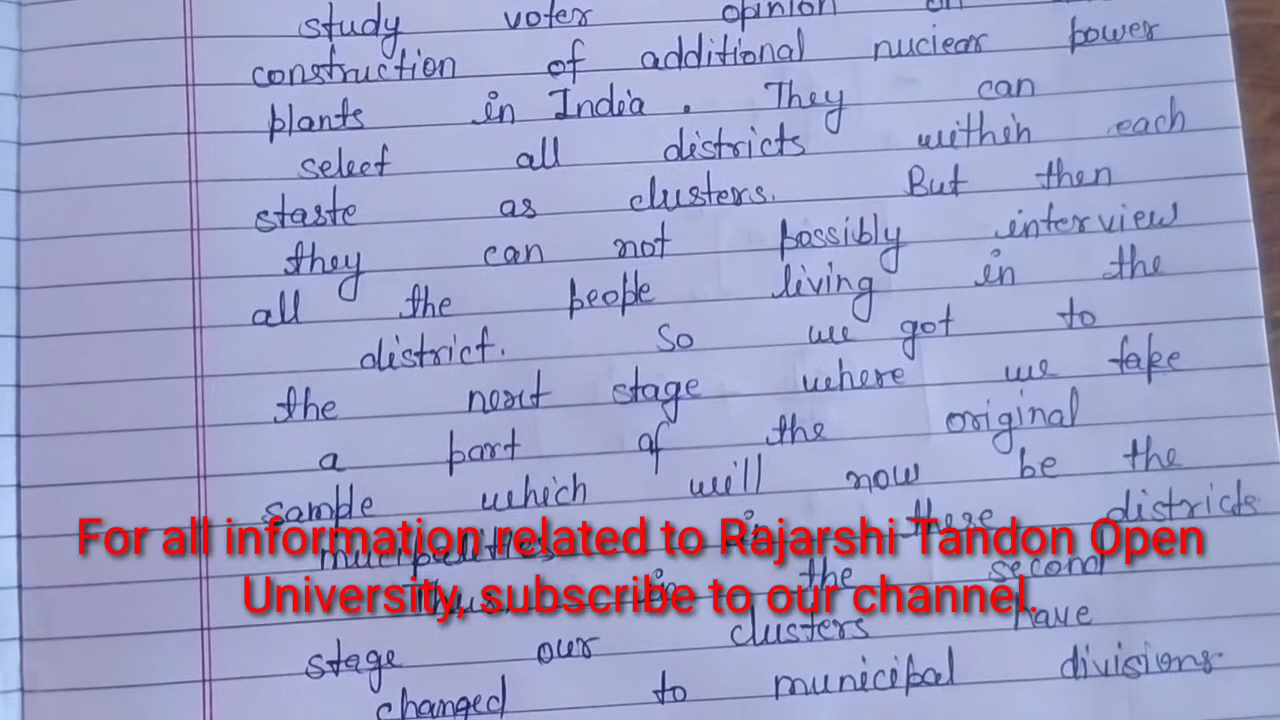 study voter opinion on
construction of additional nuclear power
plants in India. They can
select all districts within each
staste as clusters. But then
they can not possibly interview
all the people living in the
district. So we got to
the next stage where we take
a part of the original
sample which will now be the
in these districts
For all information related to Rajarshi Tandon Open
Thus in the second
University, subscribe to our channel.
stage our clusters have
changed to municipal divisions